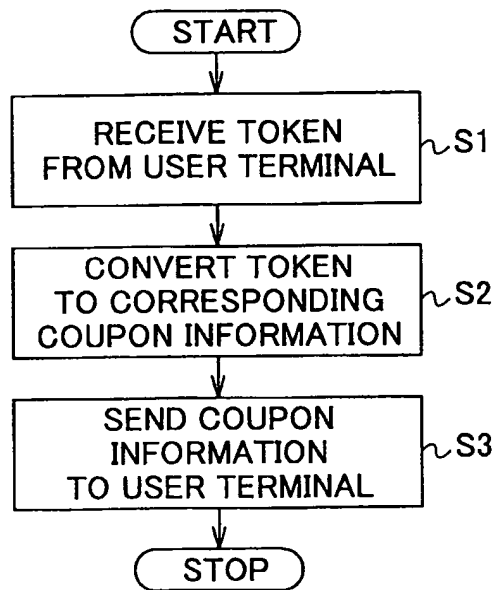 START
RECEIVE TOKEN
FROM USER TERMINAL
S1
CONVERT TOKEN
TO CORRESPONDING
COUPON INFORMATION
S2
SEND COUPON
INFORMATION
TO USER TERMINAL
S3
STOP